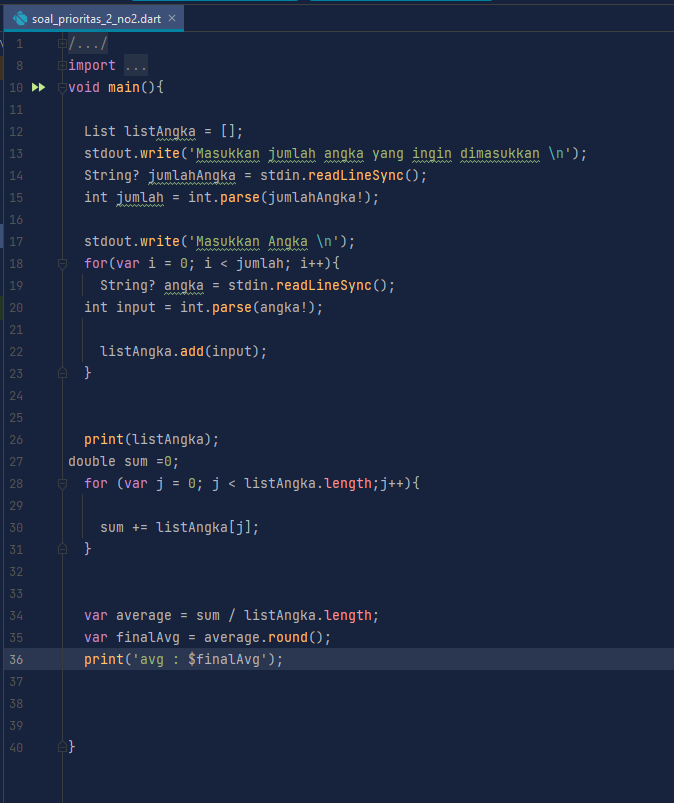 soal_prioritas_2_no2.dart ×
1 /.../
8 import ...
10 void main(){
11
12 List listAngka = [];
13 stdout.write('Masukkan jumlah angka yang ingin dimasukkan \n');
14 String? jumlahAngka = stdin.readLineSync();
15 int jumlah = int.parse(jumlahAngka!);
16
17 stdout.write('Masukkan Angka \n');
18 for(var i = 0; i < jumlah; i++){
19 String? angka = stdin.readLineSync();
20 int input = int.parse(angka!);
21
22 listAngka.add(input);
23 }
24
25
26 print(listAngka);
27 double sum =0;
28 for (var j = 0; j < listAngka.length;j++){
29
30 sum += listAngka[j];
31 }
32
33
34 var average = sum / listAngka.length;
35 var finalAvg = average.round();
36 print('avg : $finalAvg');
37
38
39
40 }